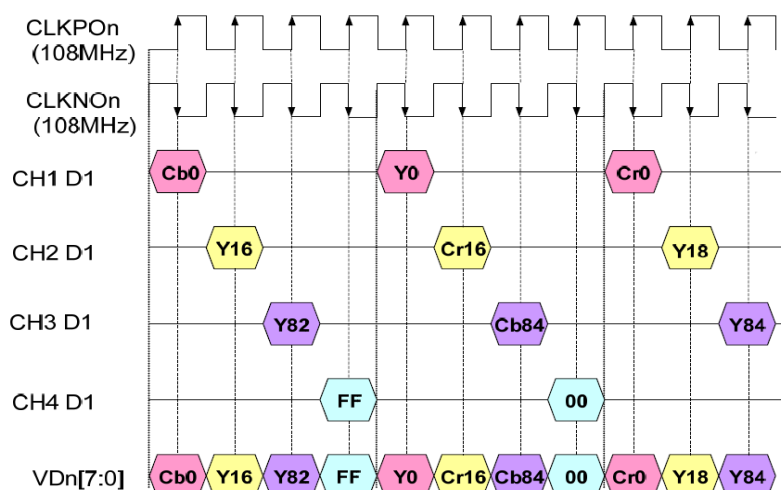 CLKPOn
(108MHz)
CLKNOn
(108MHz)
CH1 D1 Cb0 Y0 Cr0
CH2 D1 Y16 Cr16 Y18
CH3 D1 Y82 Cb84 Y84
CH4 D1 FF 00
VDn[7:0] Cb0 Y16 Y82 FF Y0 Cr16 Cb84 00 Cr0 Y18 Y84